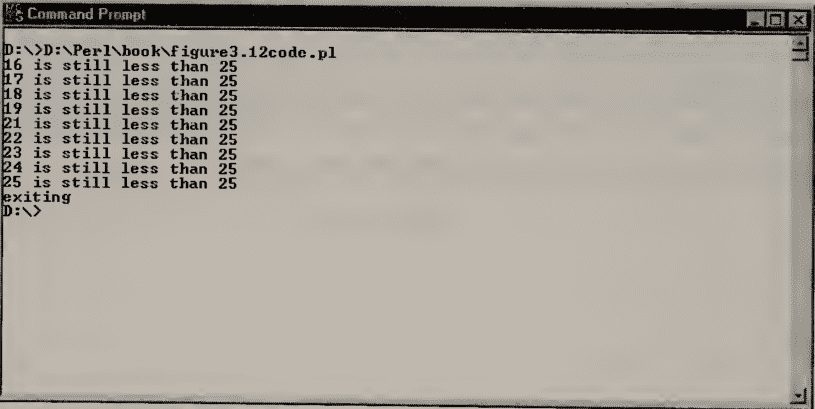 Command Prompt
D:\>D:\Perl\book\figure3.12code.pl
16 is still less than 25
17 is still less than 25
18 is still less than 25
19 is still less than 25
21 is still less than 25
22 is still less than 25
23 is still less than 25
24 is still less than 25
25 is still less than 25
exiting
D:\>